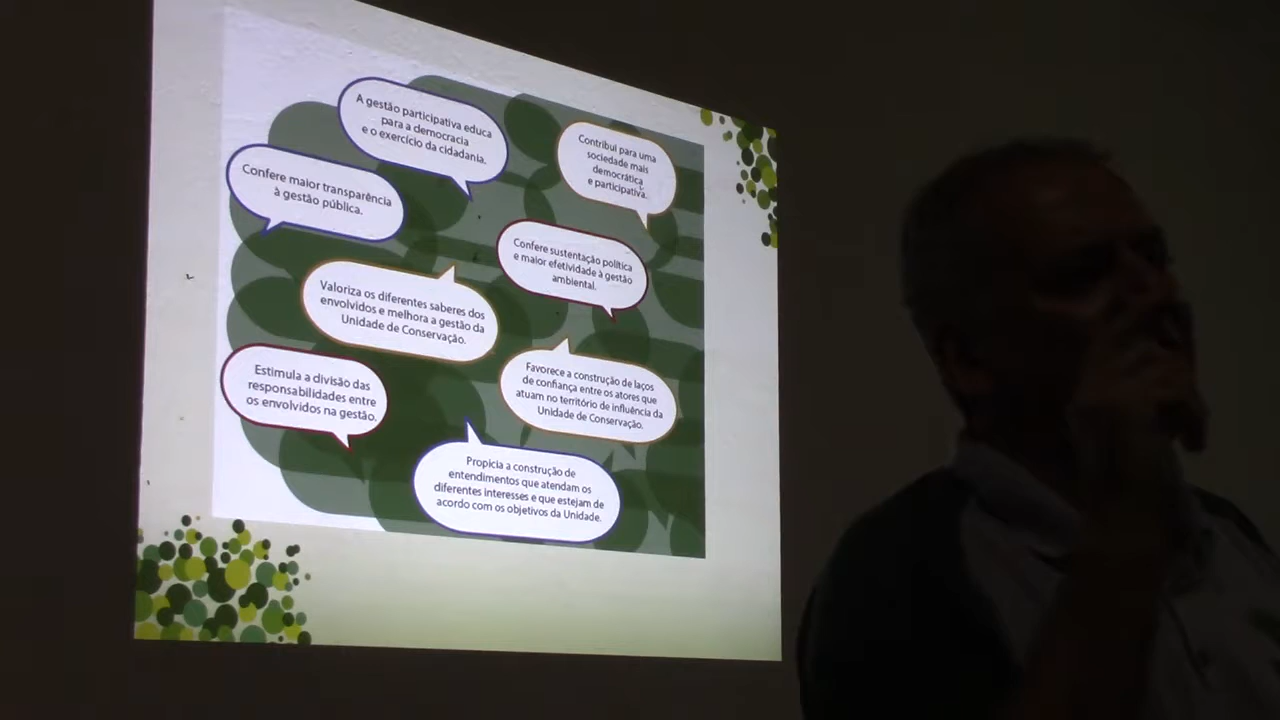 A gestão participativa educa
para a democracia
e o exercício da cidadania.
Contribui para uma
sociedade mais
democrática
e participativa.
Confere maior transparência
à gestão pública.
Confere sustentação política
e maior efetividade à gestão
ambiental.
Valoriza os diferentes saberes dos
envolvidos e melhora a gestão da
Unidade de Conservação.
Favorece a construção de laços
de confiança entre os atores que
atuam no território de influência da
Unidade de Conservação.
Estimula a divisão das
responsabilidades entre
os envolvidos na gestão.
Propicia a construção de
entendimentos que atendam os
diferentes interesses e que estejam de
acordo com os objetivos da Unidade.